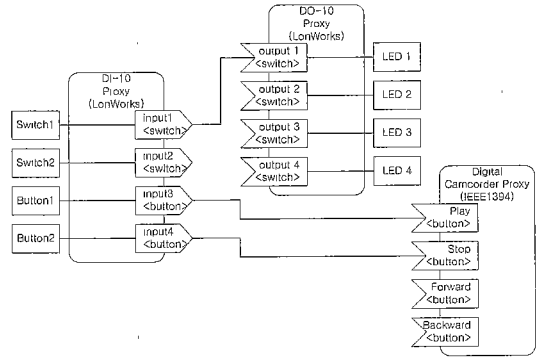 DO-10
Proxy
(LonWorks)
output 1
<switch>
LED 1
output 2
<switch>
LED 2
output 3
<switch>
LED 3
output 4
<switch>
LED 4
DI-10
Proxy
(LonWorks)
Switch1
input1
<switch>
Switch2
input2
<switch>
Button1
input3
<button>
Button2
input4
<button>
Digital
Camcorder Proxy
(IEEE1394)
Play
<button>
Stop
<button>
Forward
<button>
Backward
<button>